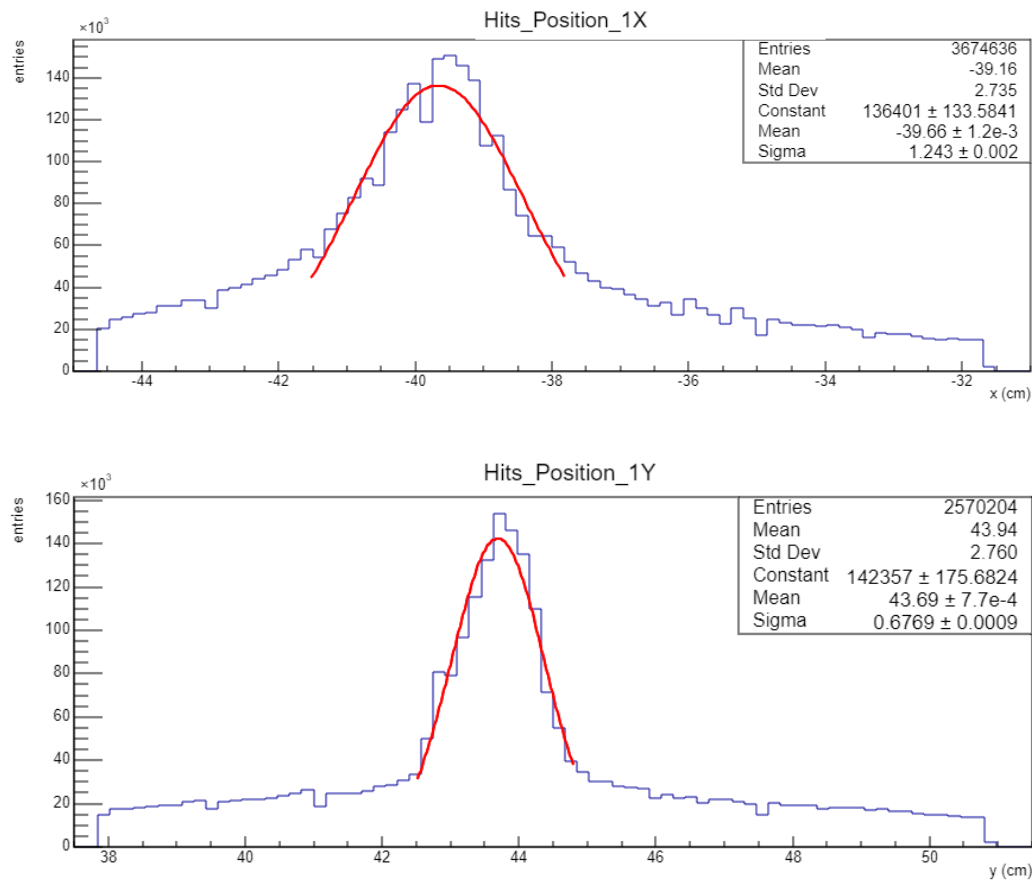 Hits_Position_1X
×10³
entries
Entries 3674636
Mean -39.16
Std Dev 2.735
Constant 136401 ± 133.5841
Mean -39.66 ± 1.2e-3
Sigma 1.243 ± 0.002
140
120
100
80
60
40
20
0
-44 -42 -40 -38 -36 -34 -32
x (cm)
Hits_Position_1Y
×10³
entries
Entries 2570204
Mean 43.94
Std Dev 2.760
Constant 142357 ± 175.6824
Mean 43.69 ± 7.7e-4
Sigma 0.6769 ± 0.0009
160
140
120
100
80
60
40
20
0
38 40 42 44 46 48 50
y (cm)